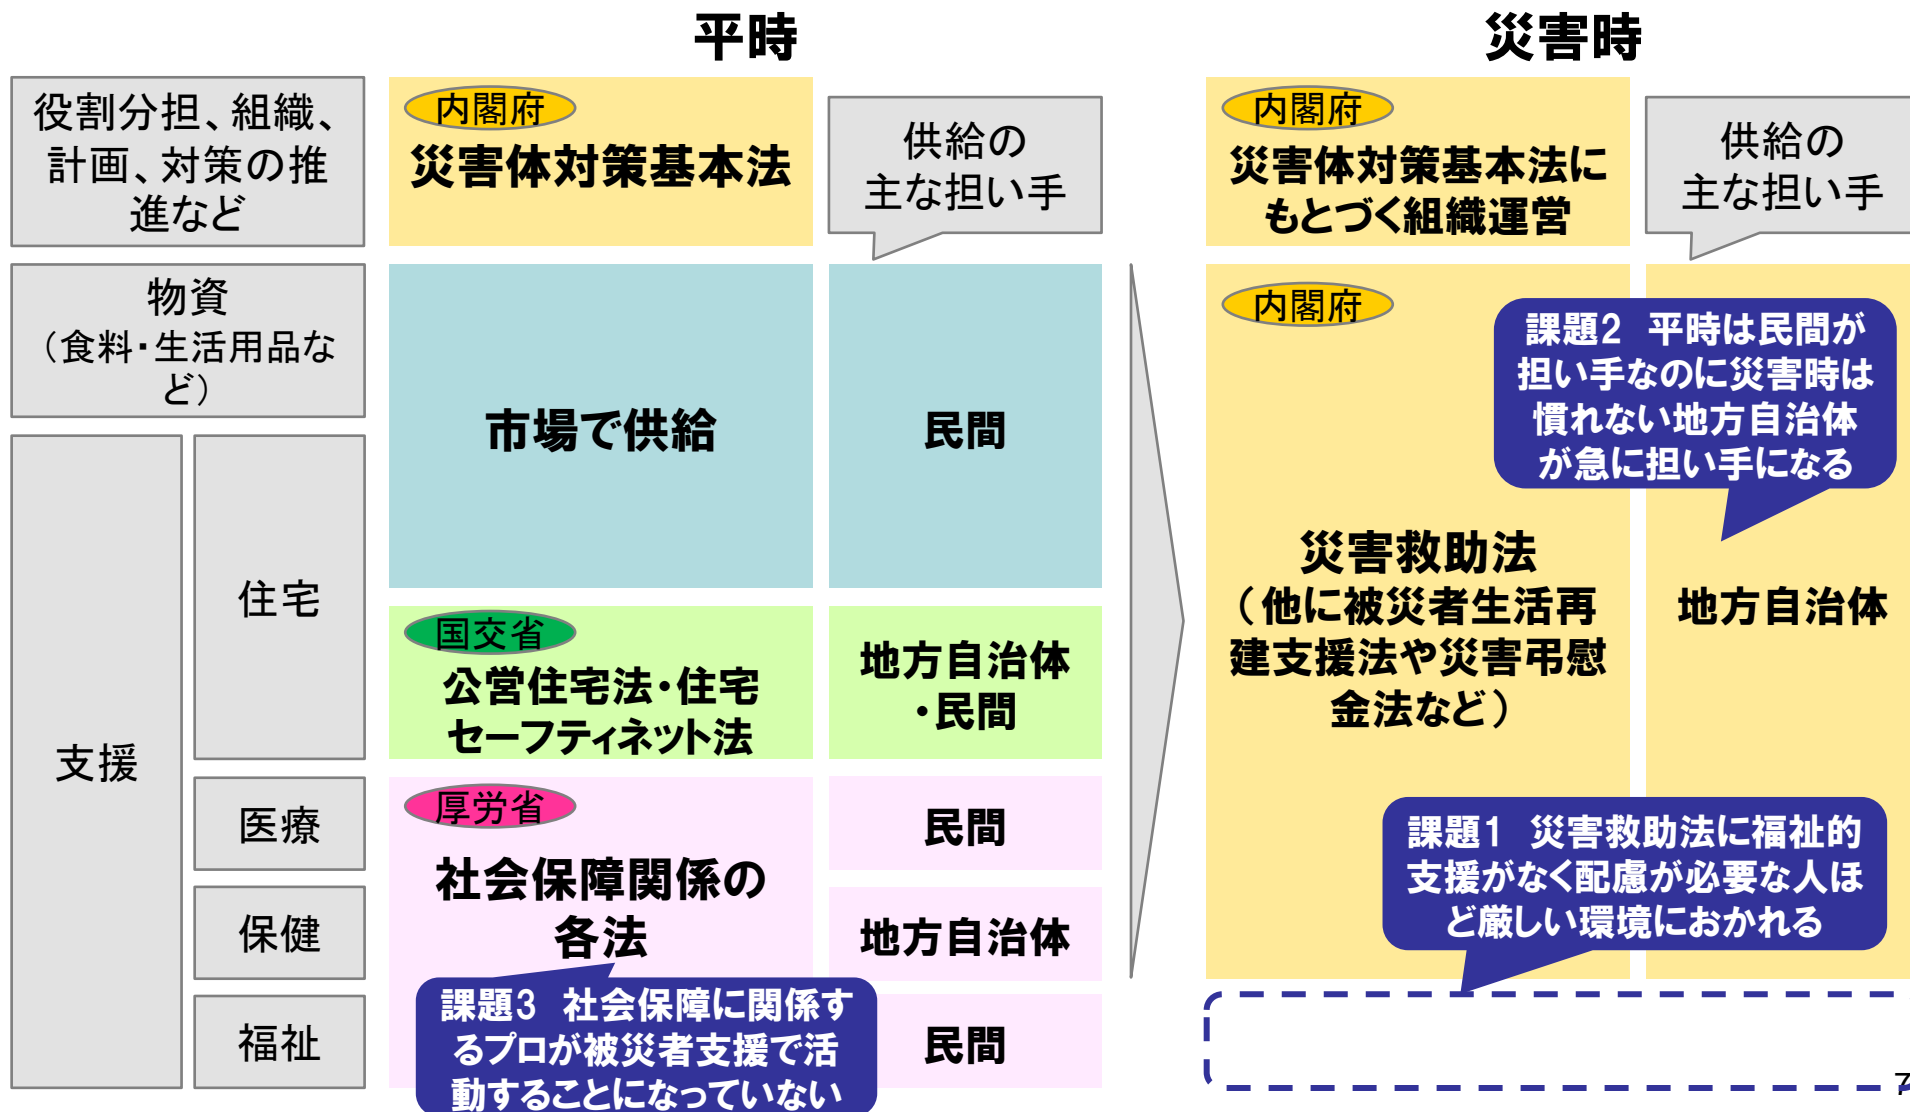 平時
災害時
役割分担、組織、
計画、対策の推
進など
内閣府
災害体対策基本法
供給の
主な担い手
内閣府
災害体対策基本法に
もとづく組織運営
供給の
主な担い手
物資
（食料・生活用品な
ど）
市場で供給
民間
内閣府
課題2　平時は民間が
担い手なのに災害時は
慣れない地方自治体
が急に担い手になる
災害救助法
（他に被災者生活再
建支援法や災害弔慰
金法など）
地方自治体
支援
住宅
国交省
公営住宅法・住宅
セーフティネット法
地方自治体
・民間
医療
厚労省
社会保障関係の
各法
民間
保健
地方自治体
福祉
民間
課題1　災害救助法に福祉的
支援がなく配慮が必要な人ほ
ど厳しい環境におかれる
課題3　社会保障に関係す
るプロが被災者支援で活
動することになっていない
7